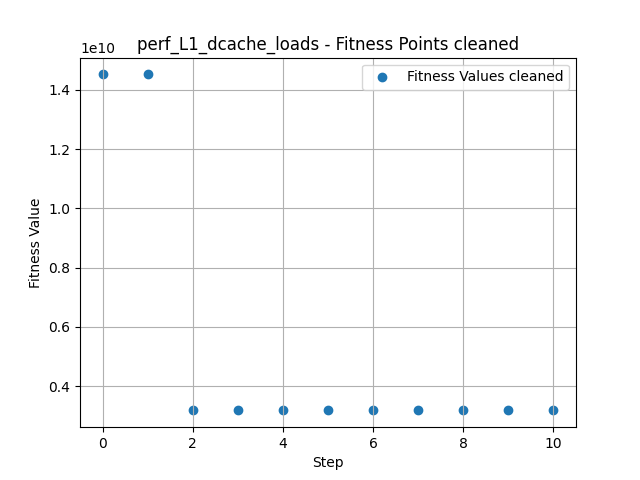 perf_L1_dcache_loads - Fitness Points cleaned
1e10
Fitness Values cleaned
1.4
1.2
1.0
0.8
0.6
0.4
Fitness Value
0 2 4 6 8 10
Step